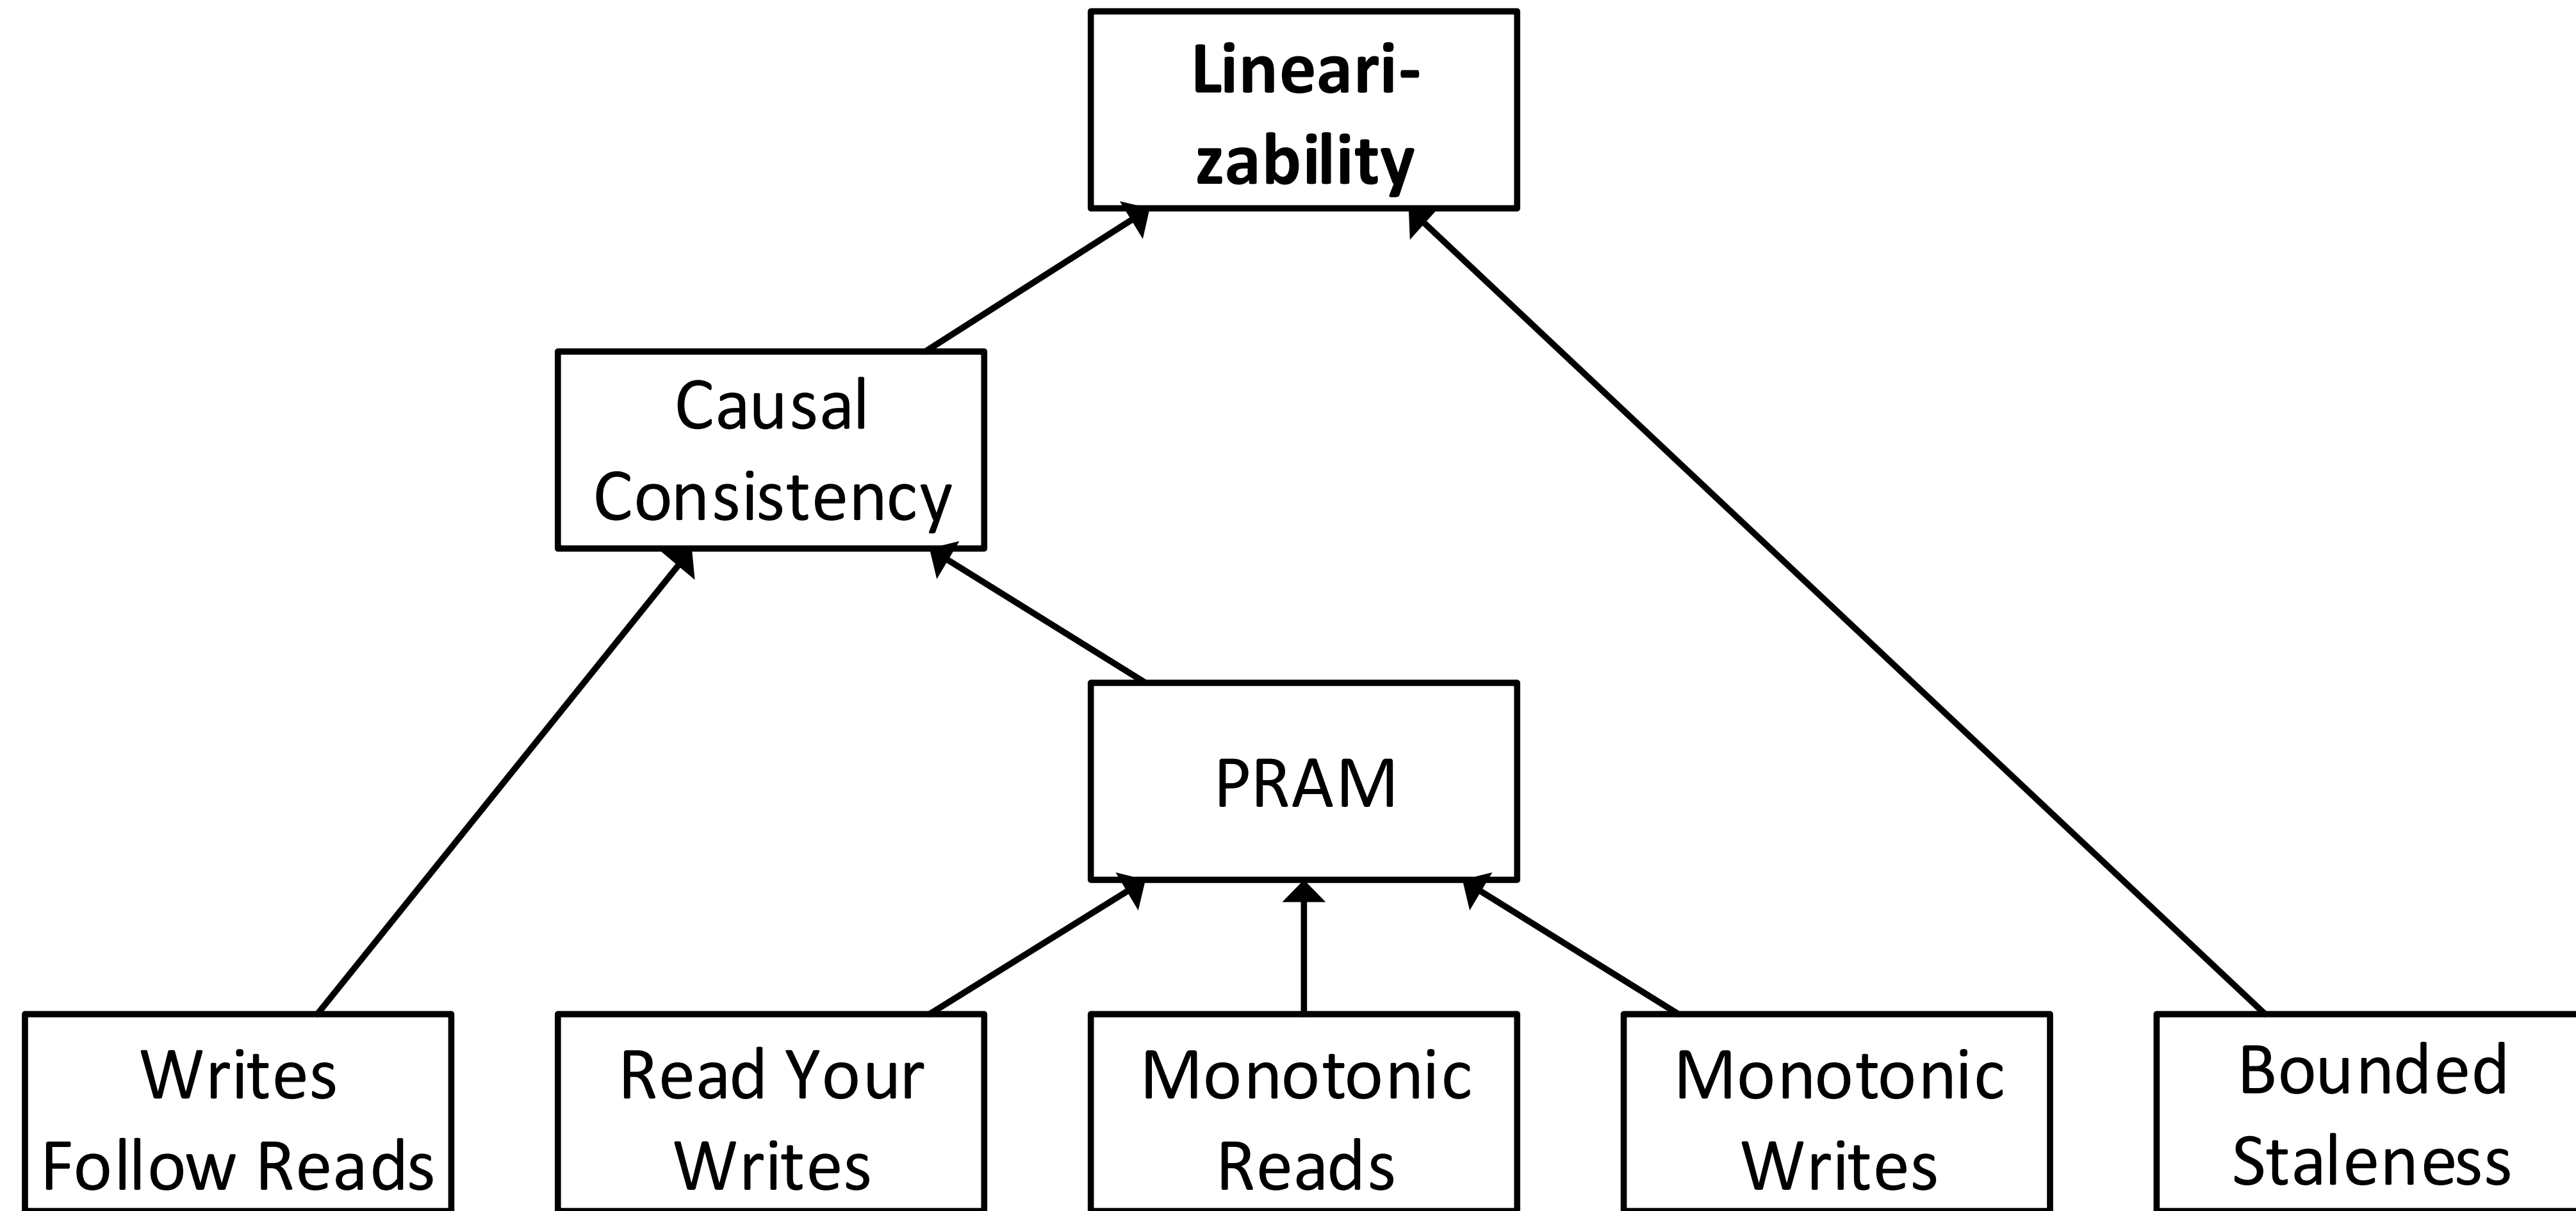 Lineari-
zability
Causal
Consistency
PRAM
Writes
Follow Reads
Read Your
Writes
Monotonic
Reads
Monotonic
Writes
Bounded
Staleness